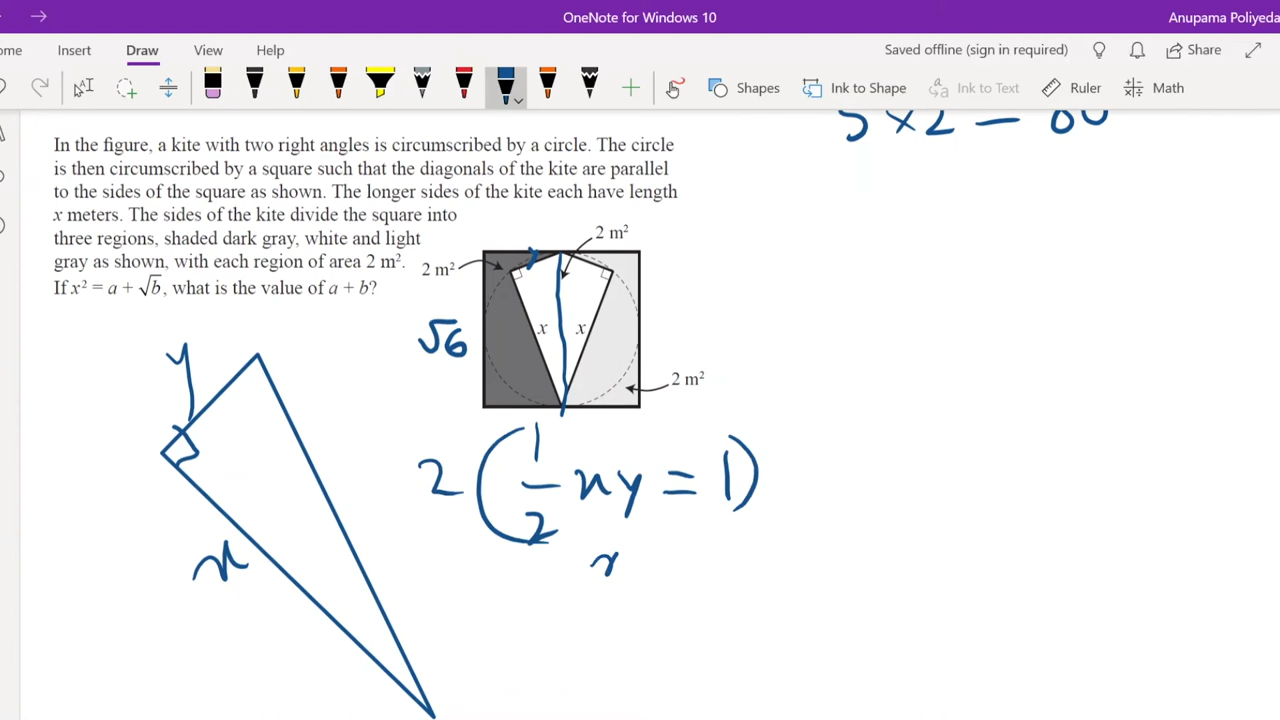 OneNote for Windows 10
Anupama Poliyeda
ome Insert Draw View Help
Saved offline (sign in required)
Share
Shapes
Ink to Shape
Ink to Text
Ruler
Math
In the figure, a kite with two right angles is circumscribed by a circle. The circle
is then circumscribed by a square such that the diagonals of the kite are parallel
to the sides of the square as shown. The longer sides of the kite each have length
x meters. The sides of the kite divide the square into
three regions, shaded dark gray, white and light
gray as shown, with each region of area 2 m².
If x² = a + √b, what is the value of a + b?
2 m²
2 m²
x x
2 m²
√6
y
x
2 ( 1/2 xy = 1 )
x